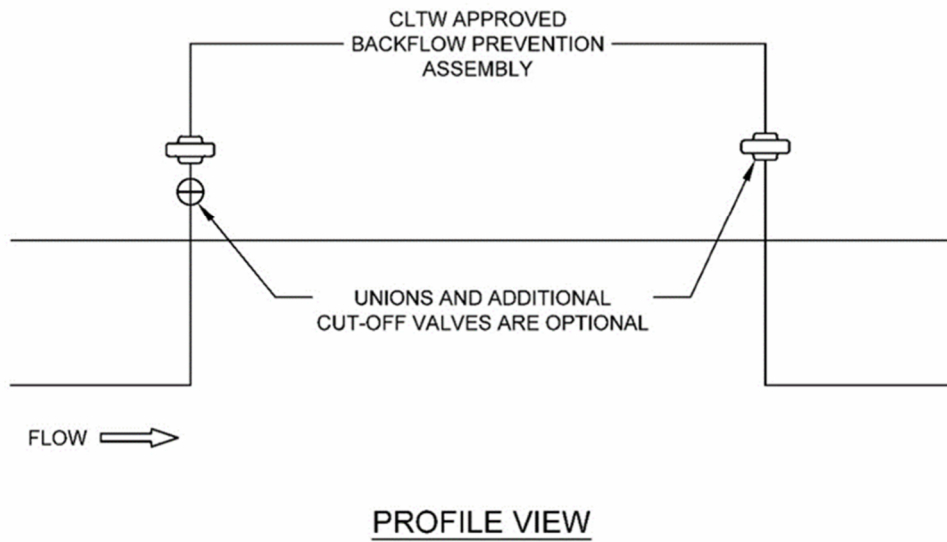 CLTW APPROVED
BACKFLOW PREVENTION
ASSEMBLY
UNIONS AND ADDITIONAL
CUT-OFF VALVES ARE OPTIONAL
FLOW
PROFILE VIEW